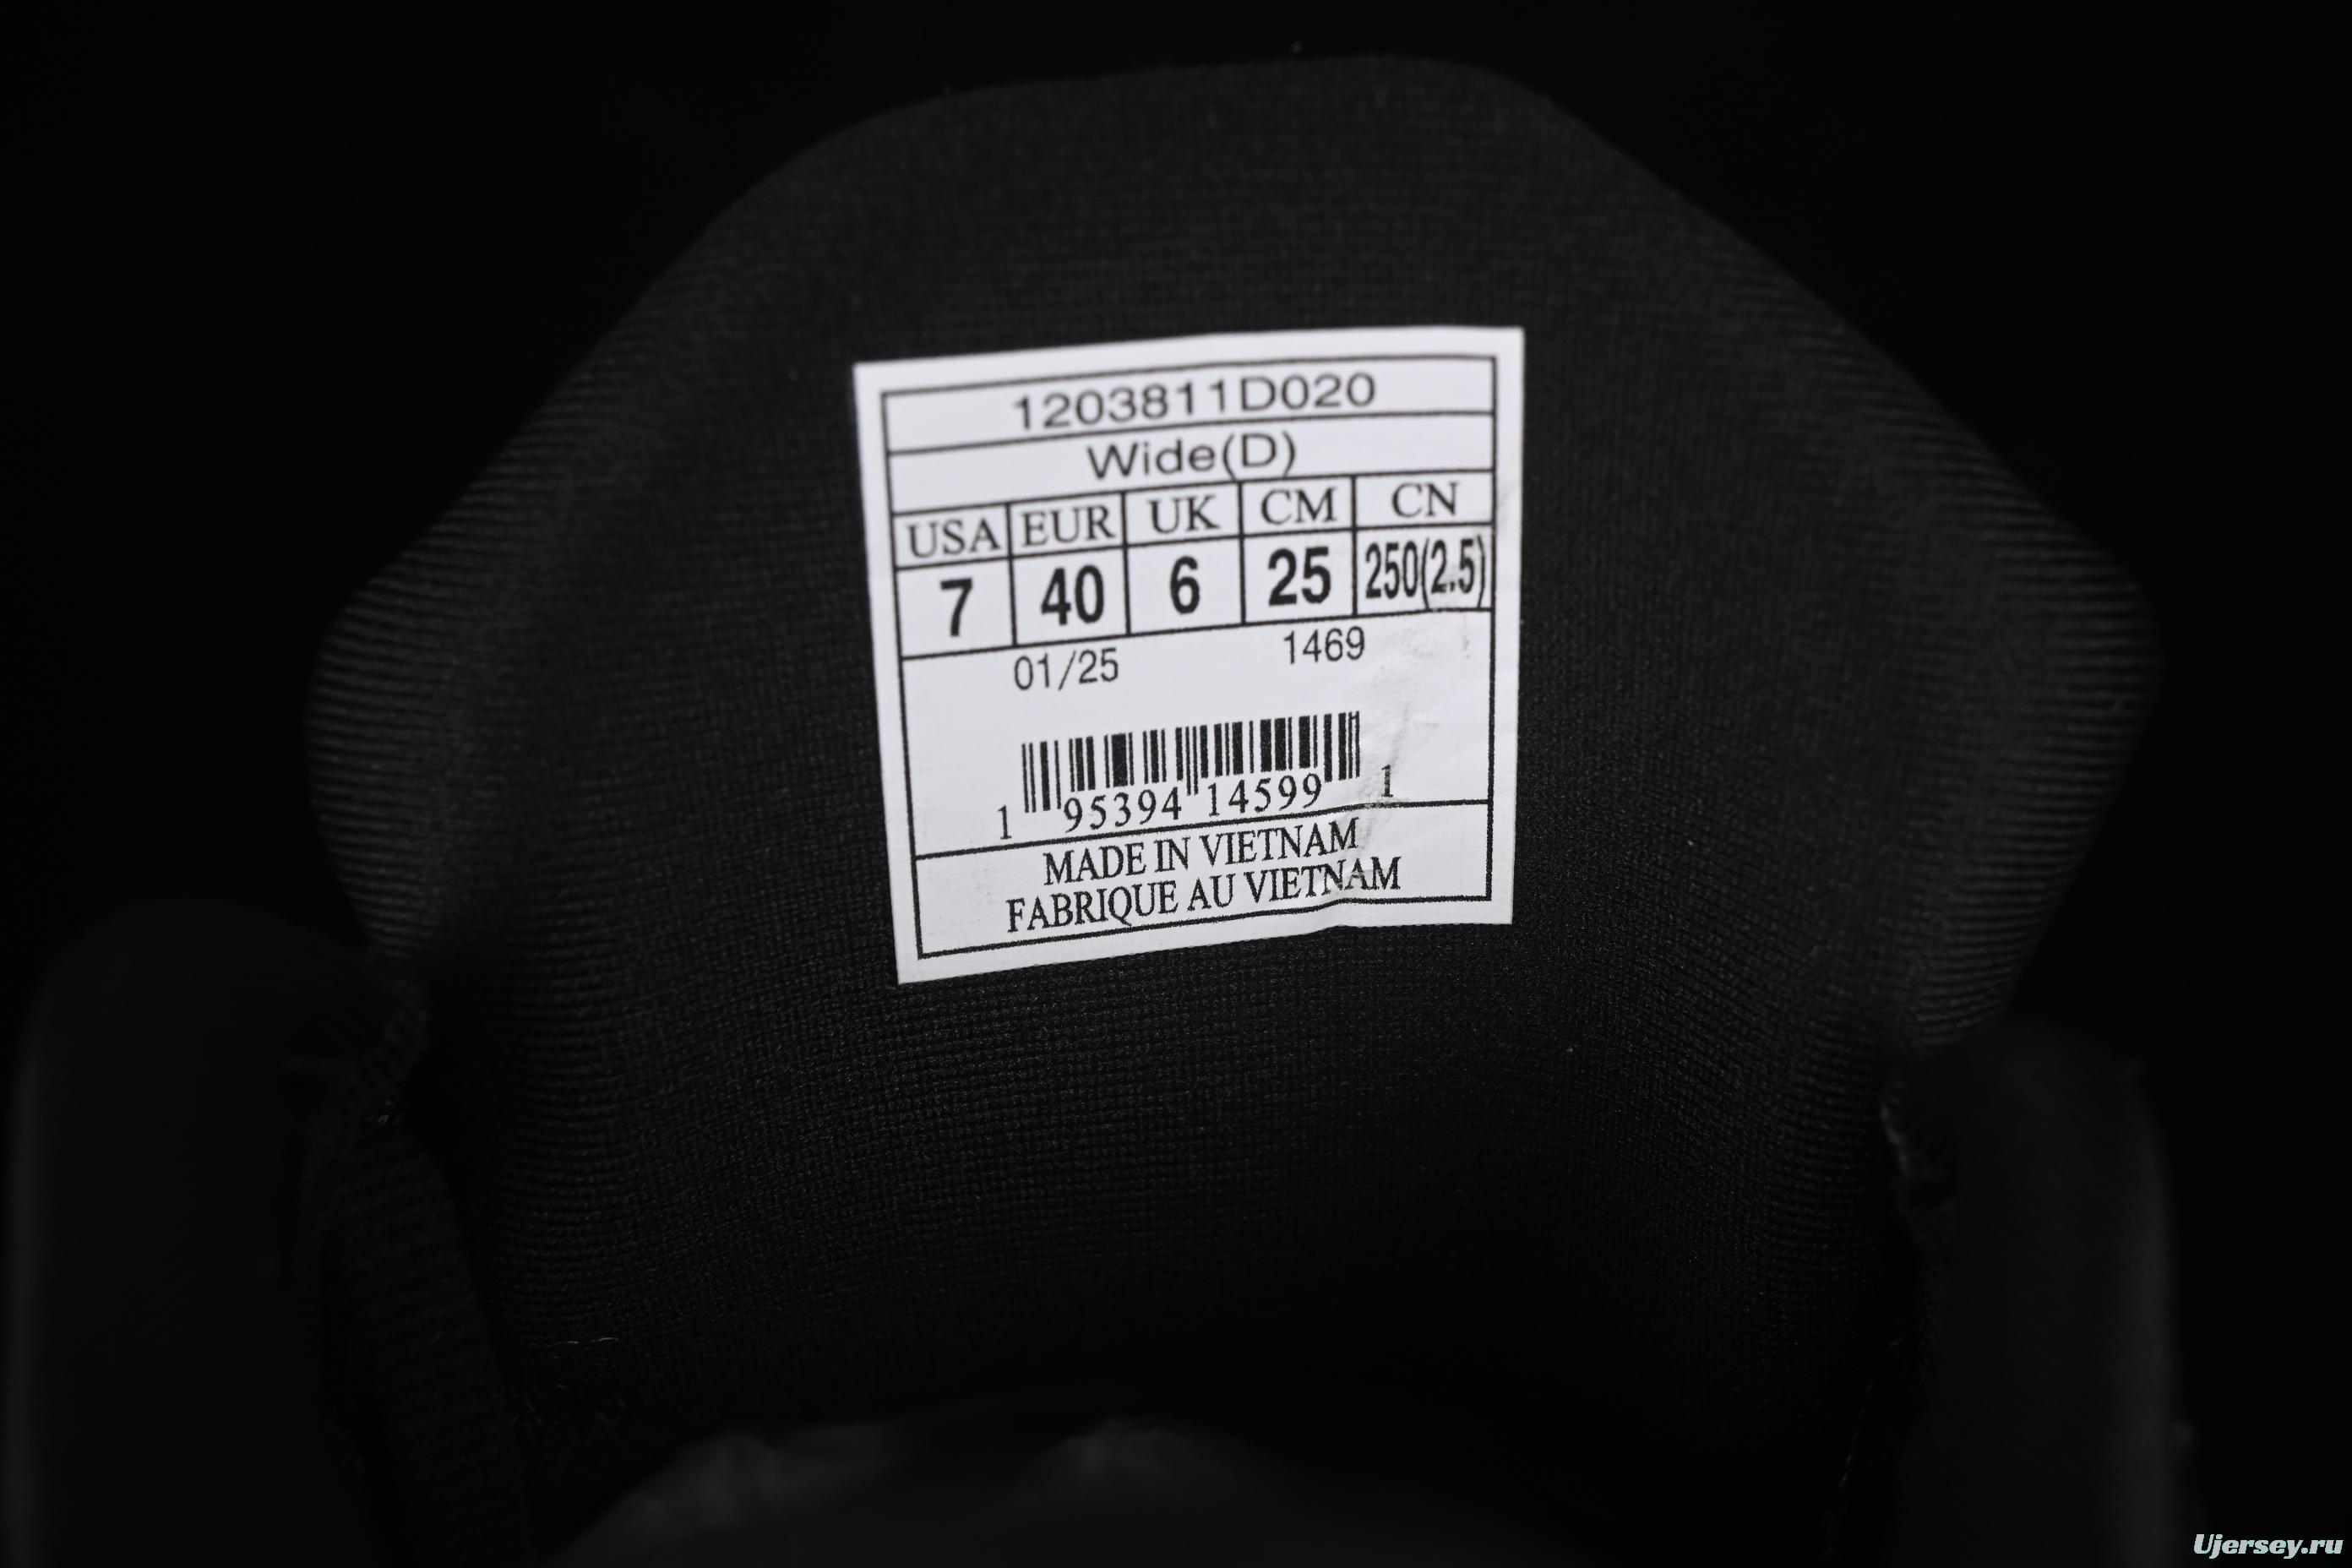 1203811D020
Wide(D)
USA EUR UK CM CN
7 40 6 25 250(2.5)
01/25 1469
1 95394 14599 1
MADE IN VIETNAM
FABRIQUE AU VIETNAM
Ujersey.ru